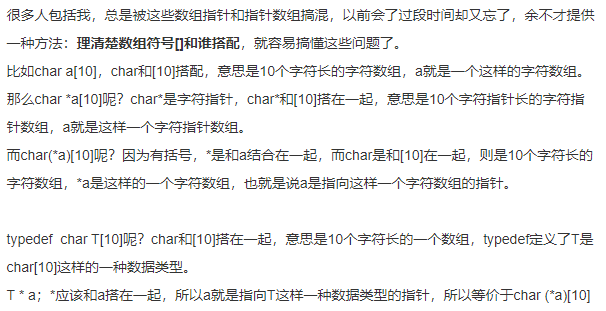 很多人包括我，总是被这些数组指针和指针数组搞混，以前会了过段时间却又忘了，余不才提供
一种方法：理清楚数组符号[]和谁搭配，就容易搞懂这些问题了。
比如char a[10]，char和[10]搭配，意思是10个字符长的字符数组，a就是一个这样的字符数组。
那么char *a[10]呢？char*是字符指针，char*和[10]搭在一起，意思是10个字符指针长的字符指
针数组，a就是这样一个字符指针数组。
而char(*a)[10]呢？因为有括号，*是和a结合在一起，而char是和[10]在一起，则是10个字符长的
字符数组，*a是这样的一个字符数组，也就是说a是指向这样一个字符数组的指针。
typedef  char T[10]呢？char和[10]搭在一起，意思是10个字符长的一个数组，typedef定义了T是
char[10]这样的一种数据类型。
T * a；*应该和a搭在一起，所以a就是指向T这样一种数据类型的指针，所以等价于char (*a)[10]